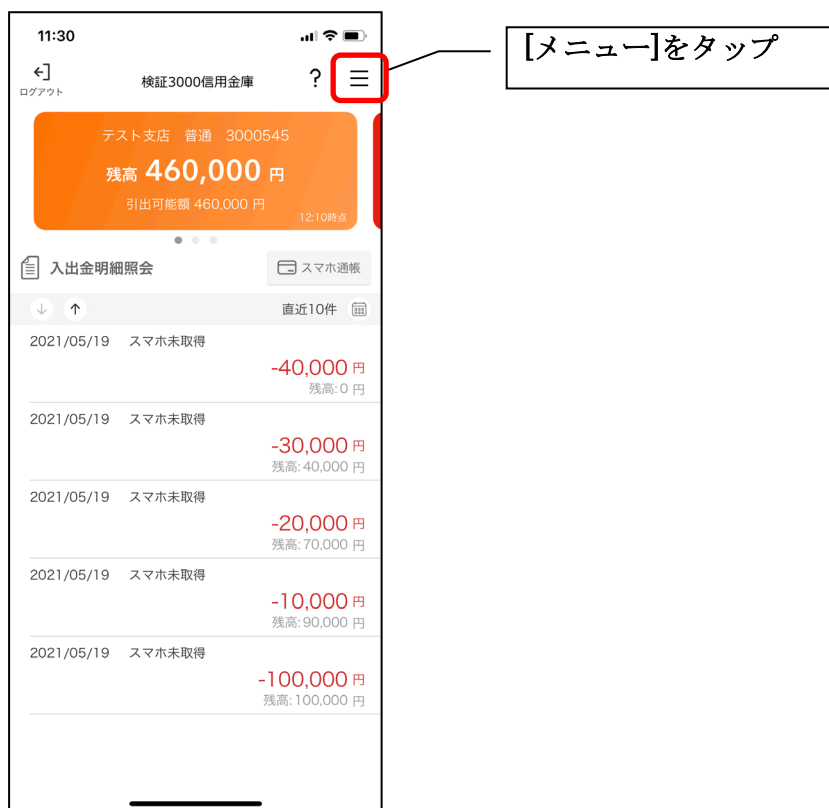 11:30
ログアウト
検証3000信用金庫
?
[メニュー]をタップ
テスト支店 普通 3000545
残高 460,000 円
引出可能額 460,000 円
12:10時点
入出金明細照会
スマホ通帳
↓ ↑
直近10件
2021/05/19 スマホ未取得
-40,000 円
残高:0 円
2021/05/19 スマホ未取得
-30,000 円
残高:40,000 円
2021/05/19 スマホ未取得
-20,000 円
残高:70,000 円
2021/05/19 スマホ未取得
-10,000 円
残高:90,000 円
2021/05/19 スマホ未取得
-100,000 円
残高:100,000 円